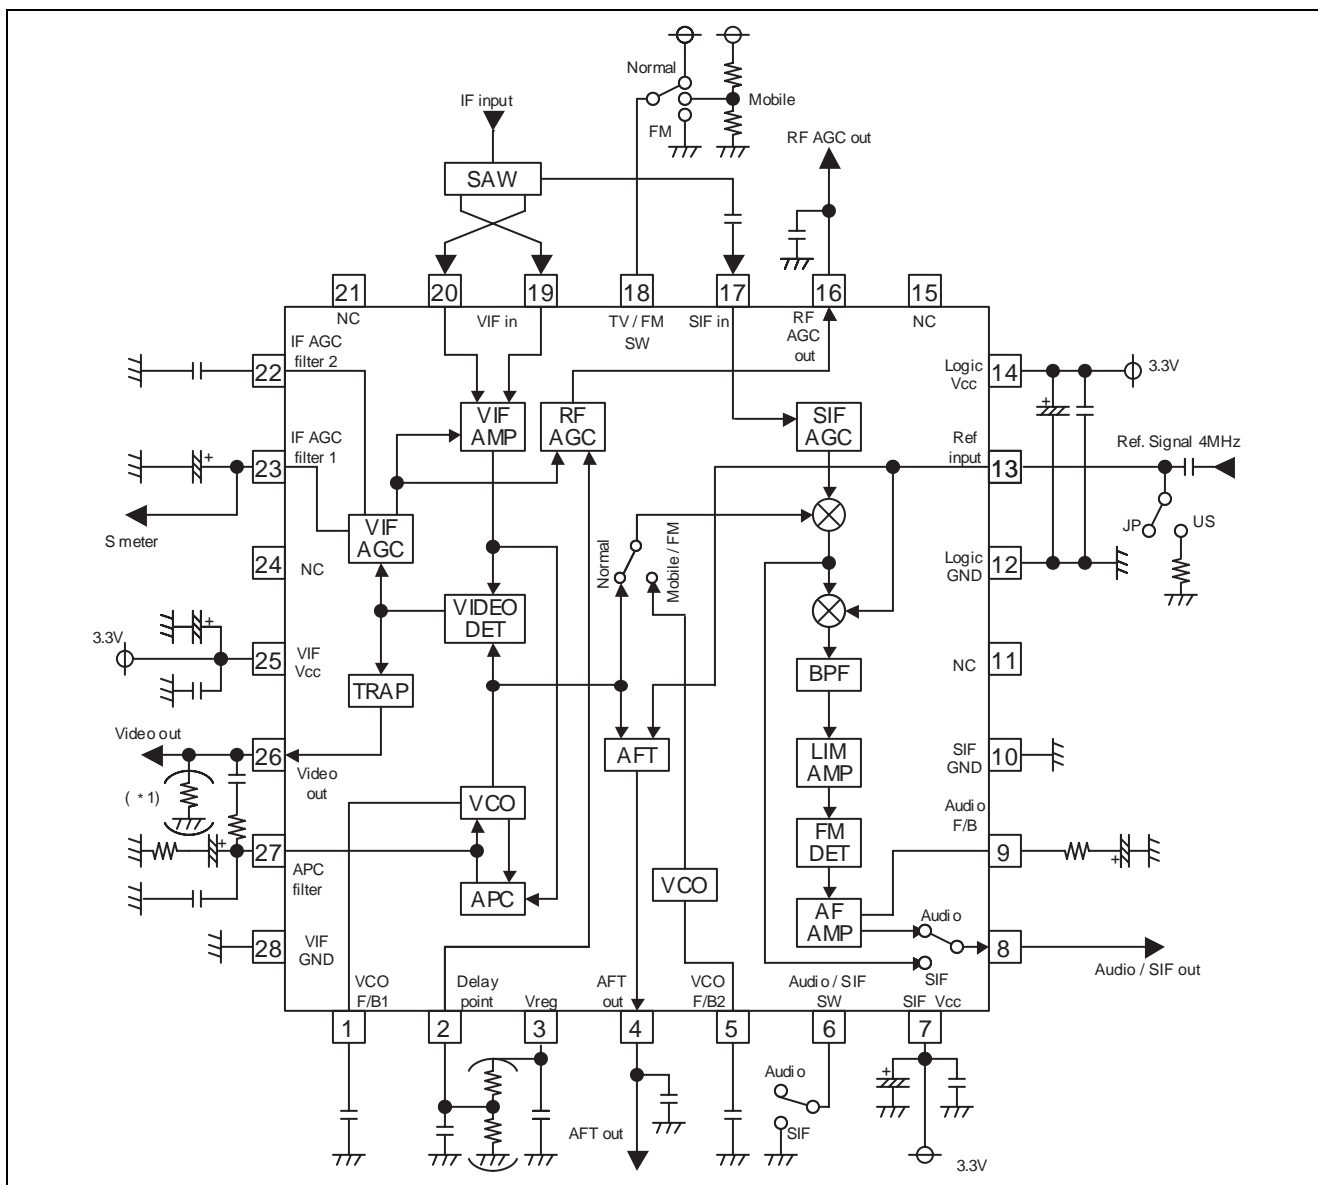 Normal
Mobile
FM
IF input
RF AGC out
SAW
21
20
19
18
17
16
15
NC
VIF in
TV / FM
SW
SIF in
RF
AGC
out
NC
IF AGC
filter 2
22
Logic
Vcc
14
3.3V
+
VIF
AMP
RF
AGC
SIF
AGC
IF AGC
filter 1
23
+
Ref
input
13
Ref. Signal 4MHz
S meter
VIF
AGC
JP
US
24
NC
Normal
Mobile / FM
Logic
GND
12
VIDEO
DET
+
3.3V
25
VIF
Vcc
TRAP
BPF
NC
11
Video out
26
Video
out
AFT
LIM
AMP
SIF
GND
10
( *1)
VCO
Audio
F/B
+
27
APC
filter
FM
DET
9
+
APC
VCO
AF
AMP
Audio
28
VIF
GND
8
SIF
Audio / SIF out
VCO
F/B1
Delay
point
Vreg
AFT
out
VCO
F/B2
Audio / SIF
SW
SIF Vcc
1
2
3
4
5
6
7
Audio
SIF
+
AFT out
3.3V